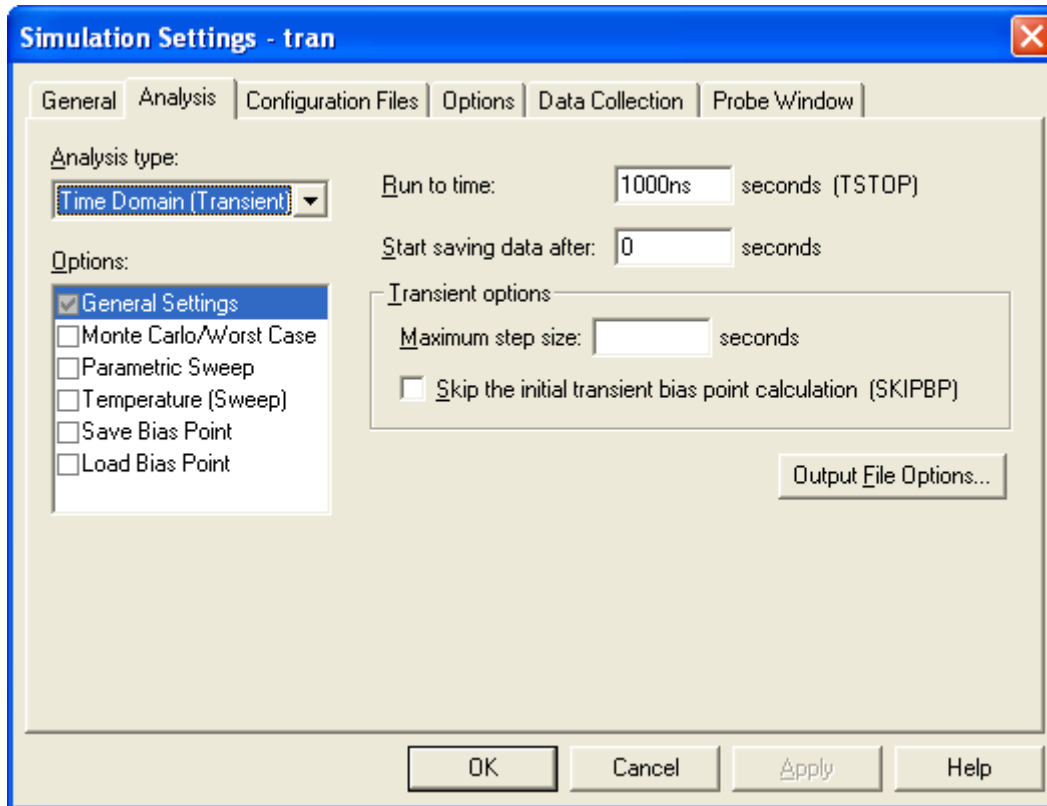 Simulation Settings - tran
General Analysis Configuration Files Options Data Collection Probe Window
Analysis type:
Time Domain (Transient)
Options:
General Settings
Monte Carlo/Worst Case
Parametric Sweep
Temperature (Sweep)
Save Bias Point
Load Bias Point
Run to time: 1000ns seconds (TSTOP)
Start saving data after: 0 seconds
Transient options
Maximum step size: seconds
Skip the initial transient bias point calculation (SKIPBP)
Output File Options...
OK Cancel Apply Help